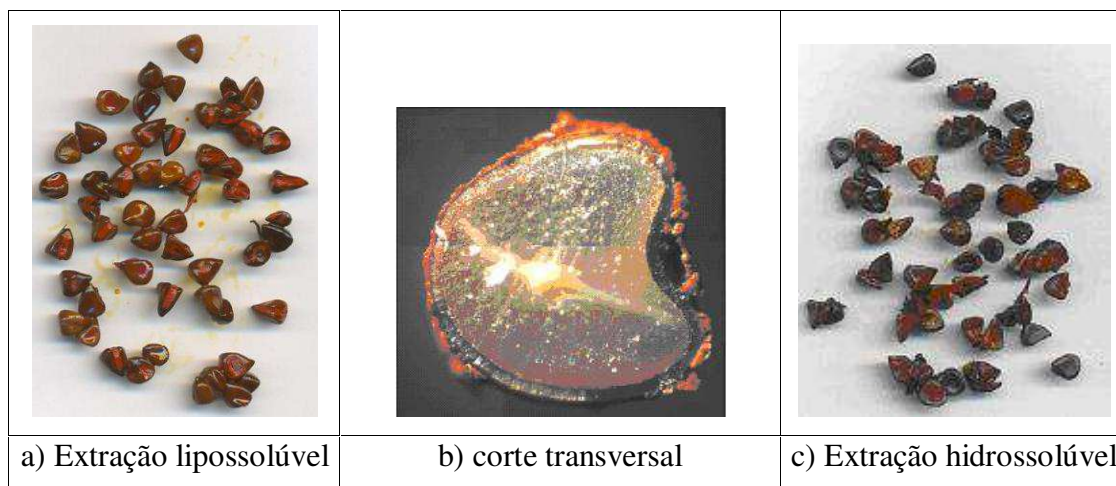 a) Extração lipossolúvel
b) corte transversal
c) Extração hidrossolúvel